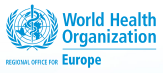 World Health
Organization
REGIONAL OFFICE FOR Europe